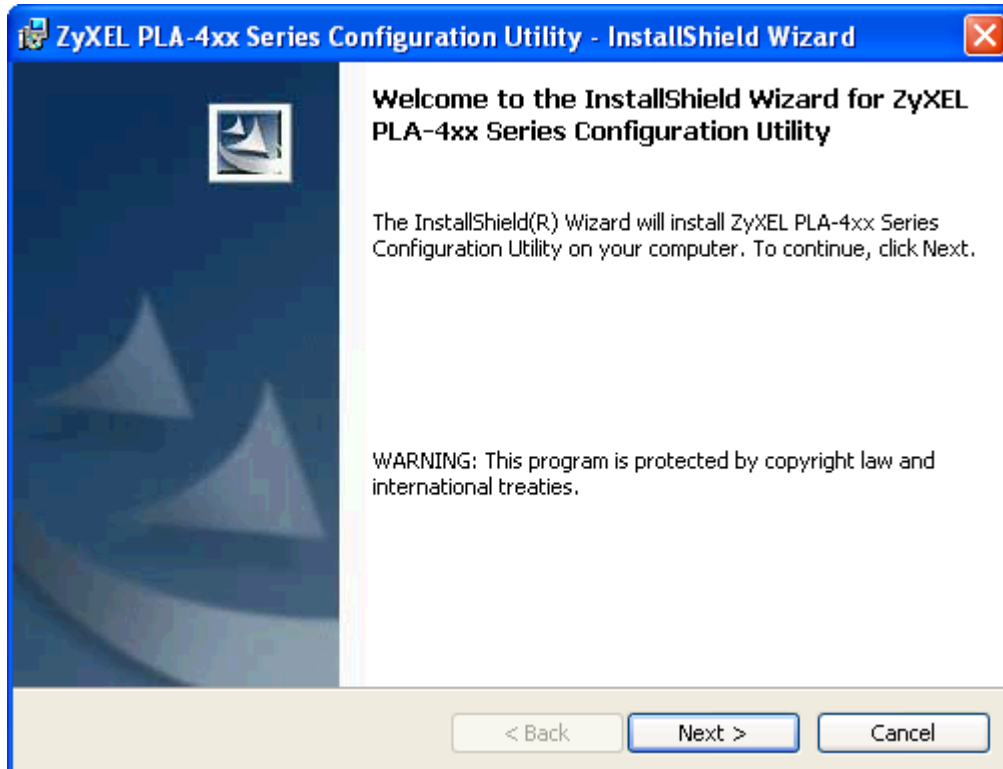 ZyXEL PLA-4xx Series Configuration Utility - InstallShield Wizard
Welcome to the InstallShield Wizard for ZyXEL
PLA-4xx Series Configuration Utility
The InstallShield(R) Wizard will install ZyXEL PLA-4xx Series
Configuration Utility on your computer. To continue, click Next.
WARNING: This program is protected by copyright law and
international treaties.
< Back
Next >
Cancel